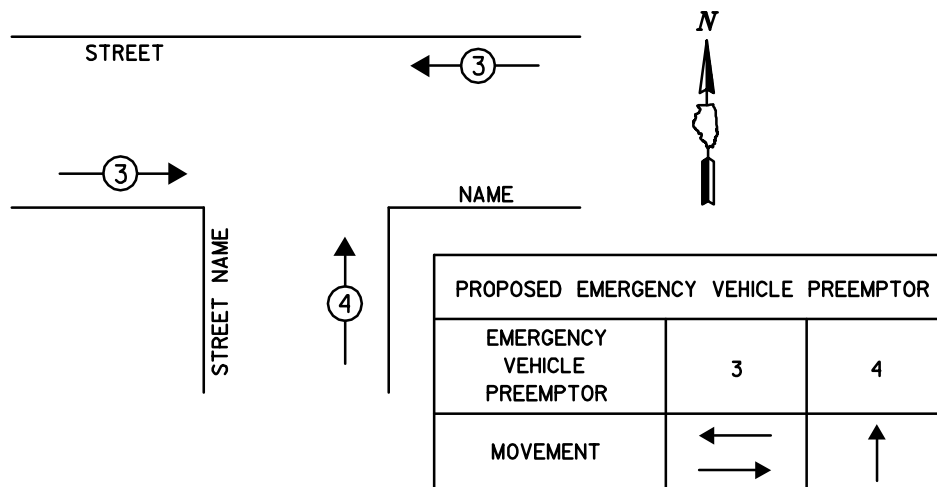 N
STREET
3
3
NAME
STREET NAME
4
PROPOSED EMERGENCY VEHICLE PREEMPTOR
EMERGENCY
VEHICLE
PREEMPTOR
3
4
MOVEMENT